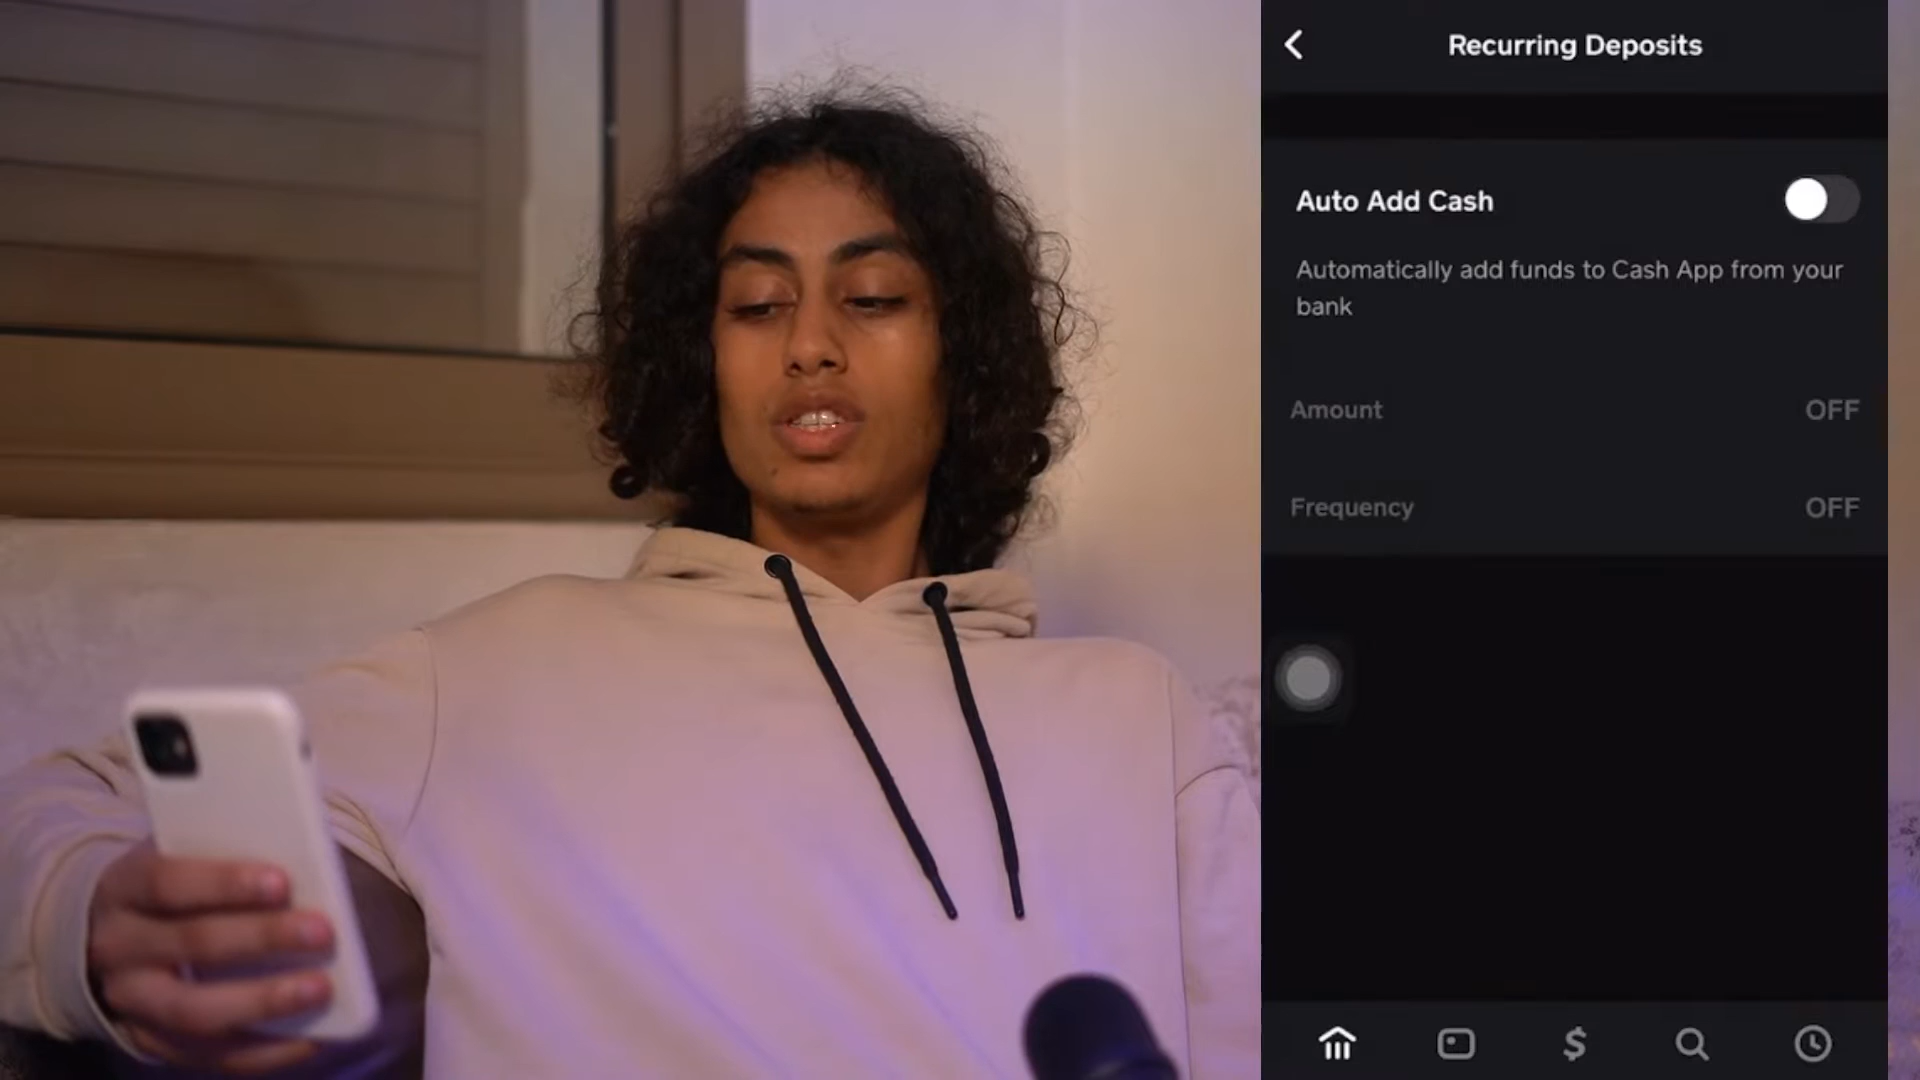 Recurring Deposits
Auto Add Cash
Automatically add funds to Cash App from your
bank
Amount OFF
Frequency OFF